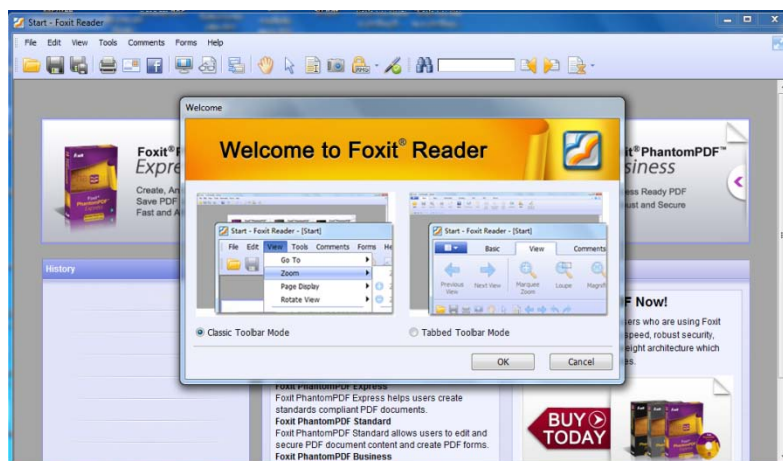 Start - Foxit Reader
File Edit View Tools Comments Forms Help
Welcome
Welcome to Foxit® Reader
Foxit®
Expre
Create, An
Save PDF
Fast and A
it®PhantomPDF™
siness
ess Ready PDF
ust and Secure
Start - Foxit Reader - [Start]
File Edit View Tools Comments Forms He
Go To
Zoom
Page Display
Rotate View
Start - Foxit Reader - [Start]
Basic View Comments
Previous View Next View Marquee Zoom Loupe Magnif
Classic Toolbar Mode
Tabbed Toolbar Mode
OK Cancel
History
F Now!
ers who are using Foxit
speed, robust security,
eight architecture which
es.
Foxit PhantomPDF Express
Foxit PhantomPDF Express helps users create
standards compliant PDF documents.
Foxit PhantomPDF Standard
Foxit PhantomPDF Standard allows users to edit and
secure PDF document content and create PDF forms.
Foxit PhantomPDF Business
BUY
TODAY